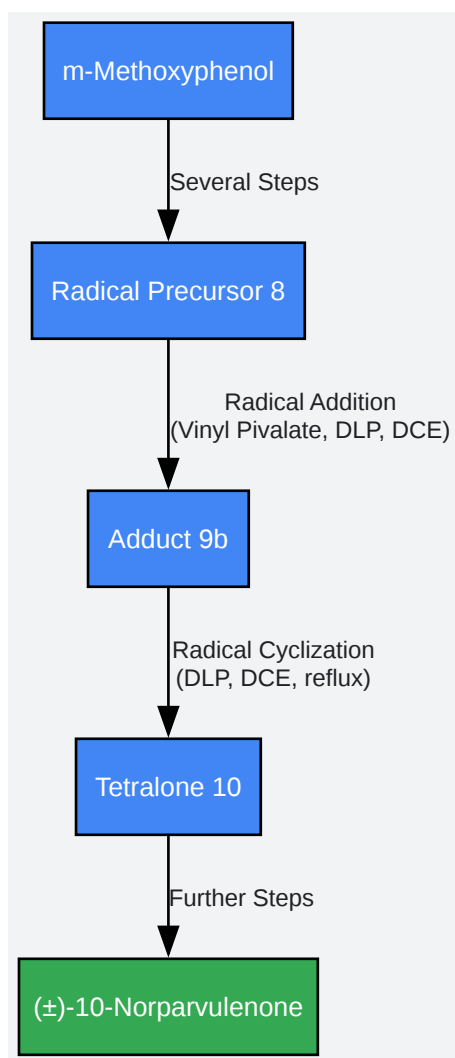 m-Methoxyphenol
Several Steps
Radical Precursor 8
Radical Addition
(Vinyl Pivalate, DLP, DCE)
Adduct 9b
Radical Cyclization
(DLP, DCE, reflux)
Tetralone 10
Further Steps
(±)-10-Norparvulenone